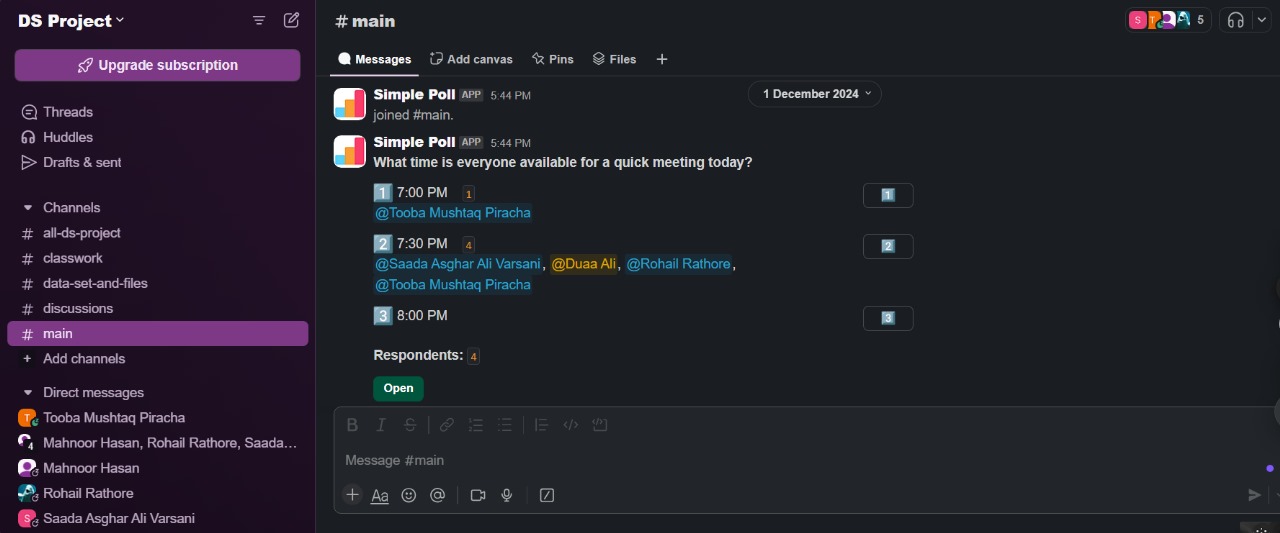 DS Project
Upgrade subscription
Threads
Huddles
Drafts & sent
Channels
# all-ds-project
# classwork
# data-set-and-files
# discussions
# main
+ Add channels
Direct messages
T Tooba Mushtaq Piracha
4 Mahnoor Hasan, Rohail Rathore, Saada...
Mahnoor Hasan
Rohail Rathore
S Saada Asghar Ali Varsani
# main
S T 5
Messages Add canvas Pins Files +
1 December 2024
Simple Poll APP 5:44 PM
joined #main.
Simple Poll APP 5:44 PM
What time is everyone available for a quick meeting today?
1 7:00 PM 1 1
@Tooba Mushtaq Piracha
2 7:30 PM 4 2
@Saada Asghar Ali Varsani, @Duaa Ali, @Rohail Rathore,
@Tooba Mushtaq Piracha
3 8:00 PM 3
Respondents: 4
Open
B I S
Message #main
+ Aa @